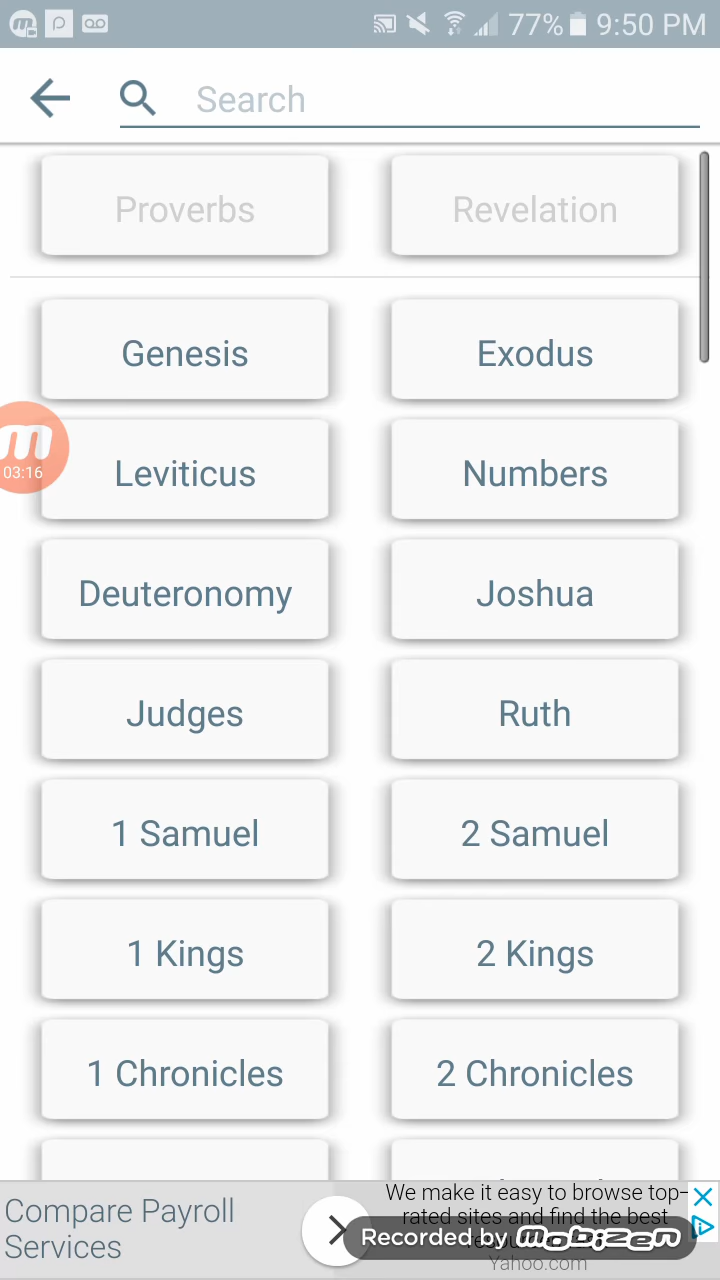 77% 9:50 PM
Search
Proverbs Revelation
Genesis Exodus
m
03:16
Leviticus Numbers
Deuteronomy Joshua
Judges Ruth
1 Samuel 2 Samuel
1 Kings 2 Kings
1 Chronicles 2 Chronicles
Compare Payroll
Services
We make it easy to browse top-
rated sites and find the best
Recorded by mobizen
Yahoo.com